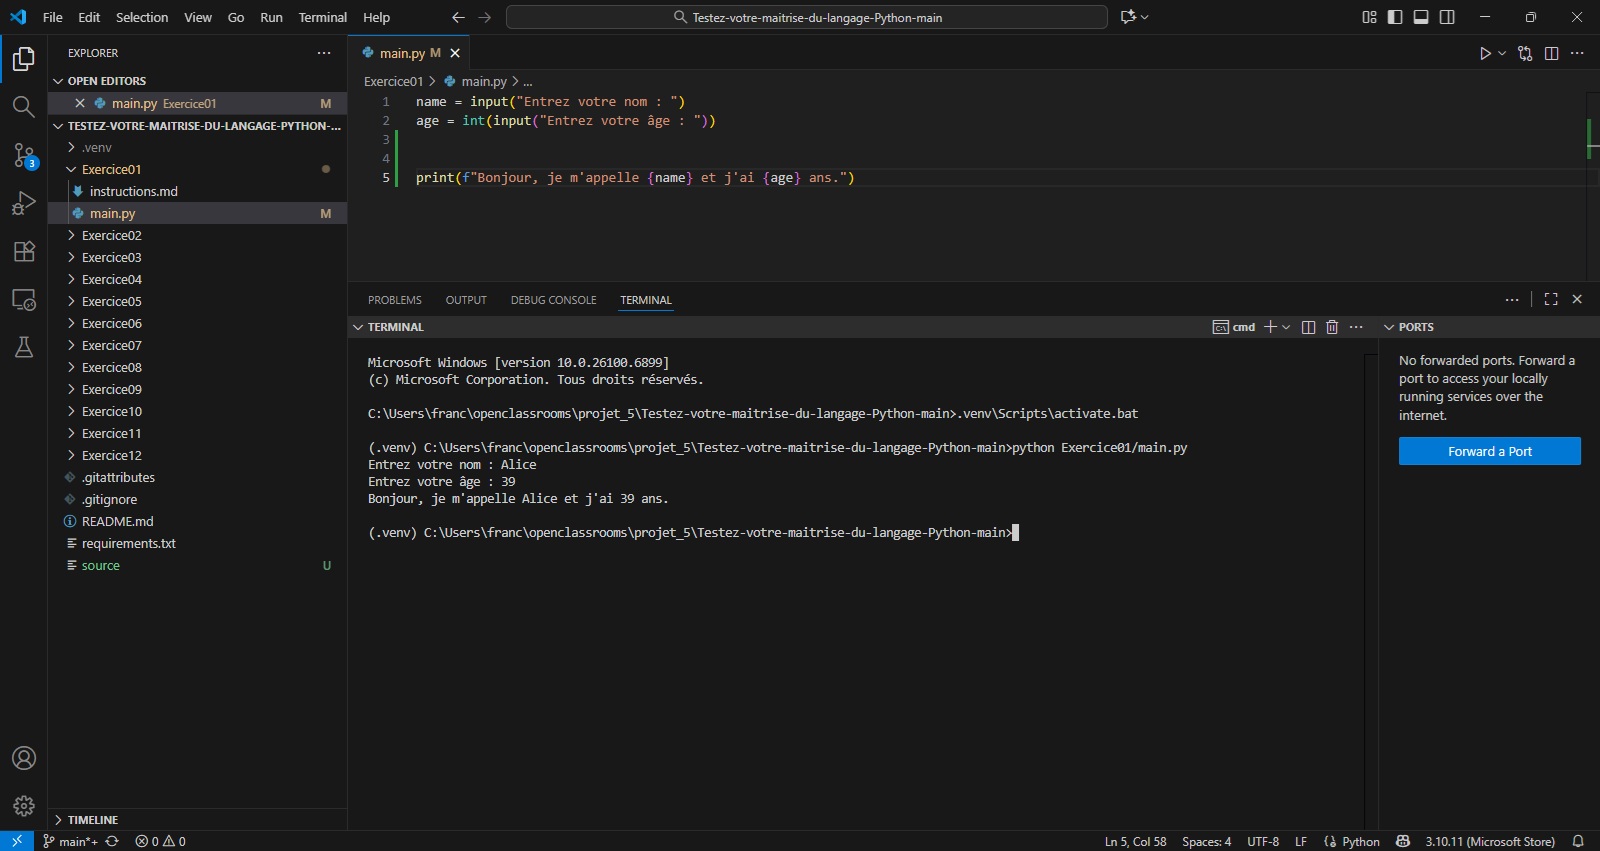 File Edit Selection View Go Run Terminal Help
Testez-votre-maitrise-du-langage-Python-main
EXPLORER
OPEN EDITORS
main.py Exercice01 M
TESTEZ-VOTRE-MAITRISE-DU-LANGAGE-PYTHON-...
.venv
Exercice01
instructions.md
main.py M
Exercice02
Exercice03
Exercice04
Exercice05
Exercice06
Exercice07
Exercice08
Exercice09
Exercice10
Exercice11
Exercice12
.gitattributes
.gitignore
README.md
requirements.txt
source U
TIMELINE
3
main.py M
Exercice01 > main.py > ...
1 name = input("Entrez votre nom : ")
2 age = int(input("Entrez votre âge : "))
3
4
5 print(f"Bonjour, je m'appelle {name} et j'ai {age} ans.")
PROBLEMS OUTPUT DEBUG CONSOLE TERMINAL
TERMINAL
cmd
Microsoft Windows [version 10.0.26100.6899]
(c) Microsoft Corporation. Tous droits réservés.
C:\Users\franc\openclassrooms\projet_5\Testez-votre-maitrise-du-langage-Python-main>.venv\Scripts\activate.bat
(.venv) C:\Users\franc\openclassrooms\projet_5\Testez-votre-maitrise-du-langage-Python-main>python Exercice01/main.py
Entrez votre nom : Alice
Entrez votre âge : 39
Bonjour, je m'appelle Alice et j'ai 39 ans.
(.venv) C:\Users\franc\openclassrooms\projet_5\Testez-votre-maitrise-du-langage-Python-main>
PORTS
No forwarded ports. Forward a
port to access your locally
running services over the
internet.
Forward a Port
main*+ 0 0
Ln 5, Col 58 Spaces: 4 UTF-8 LF Python 3.10.11 (Microsoft Store)